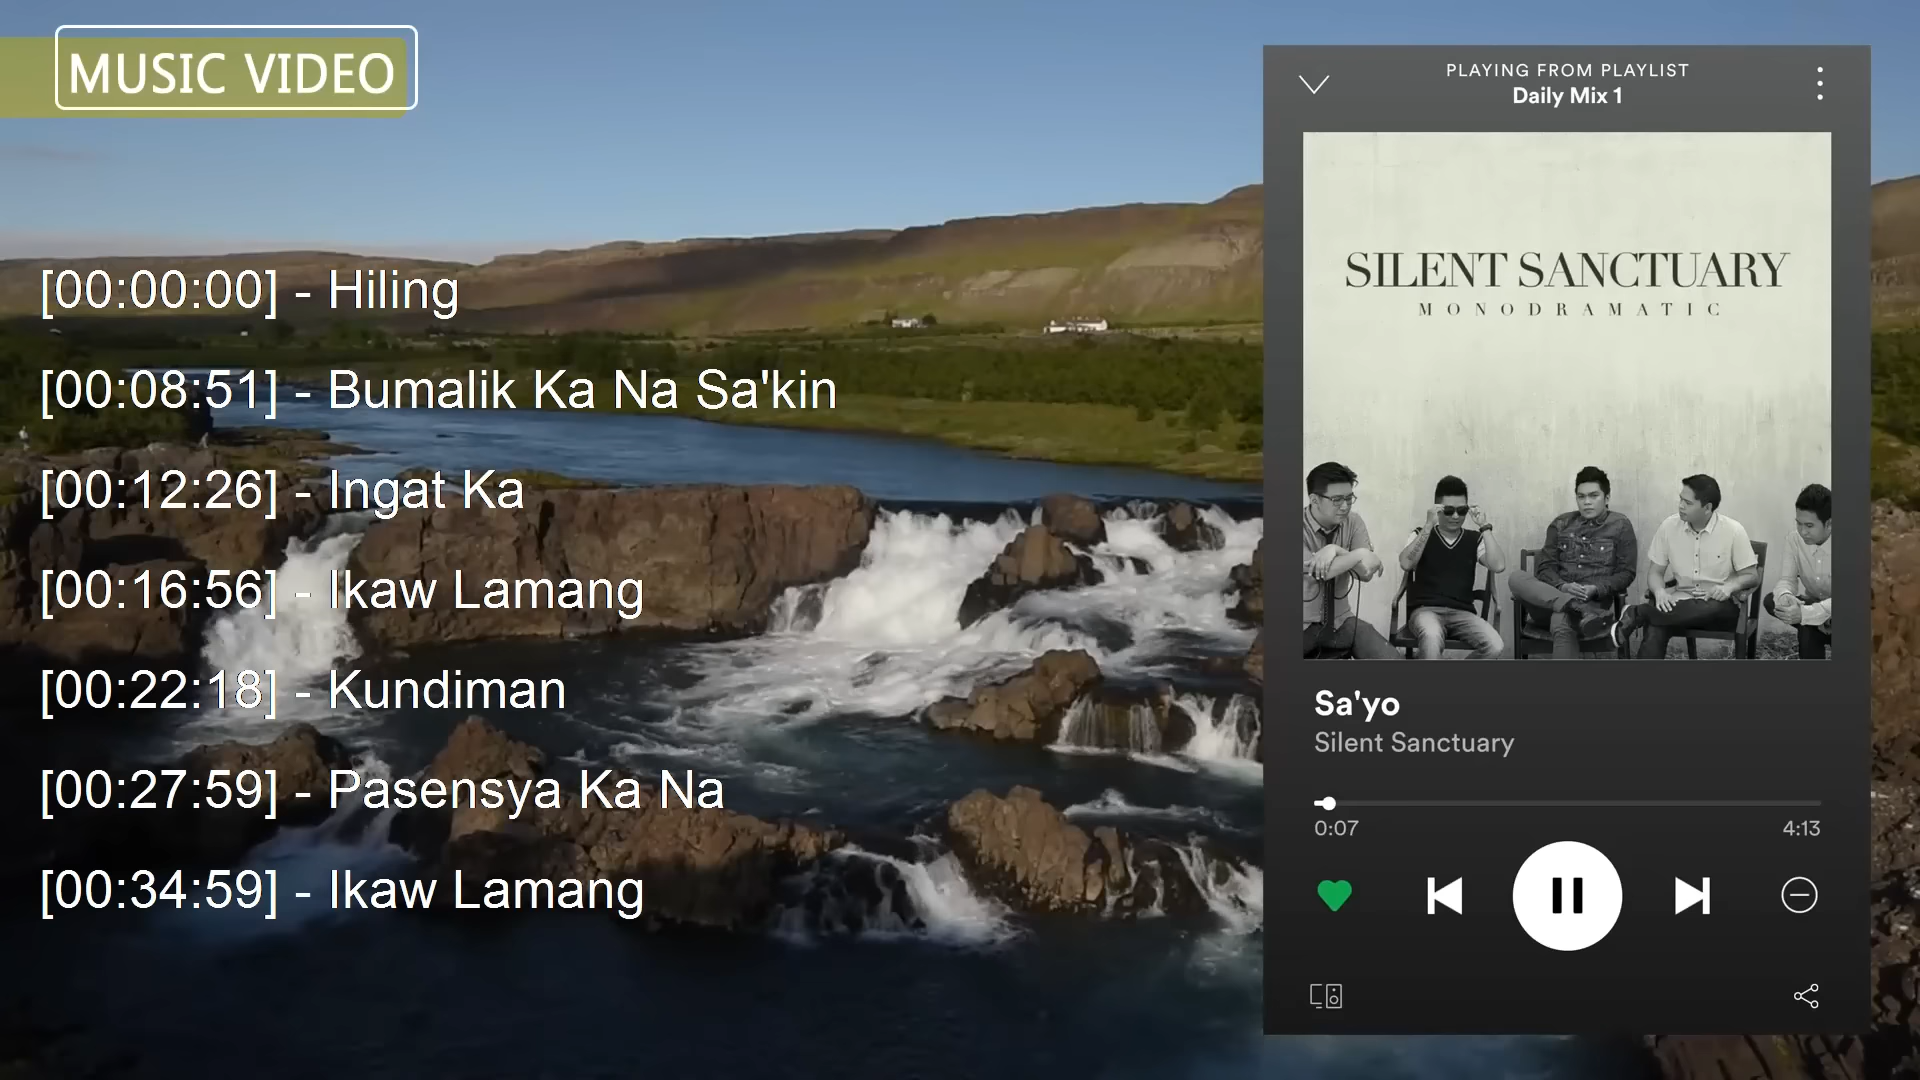 MUSIC VIDEO
[00:00:00] - Hiling
[00:08:51] - Bumalik Ka Na Sa'kin
[00:12:26] - Ingat Ka
[00:16:56] - Ikaw Lamang
[00:22:18] - Kundiman
[00:27:59] - Pasensya Ka Na
[00:34:59] - Ikaw Lamang
PLAYING FROM PLAYLIST
Daily Mix 1
SILENT SANCTUARY
MONODRAMATIC
Sa'yo
Silent Sanctuary
0:07 4:13